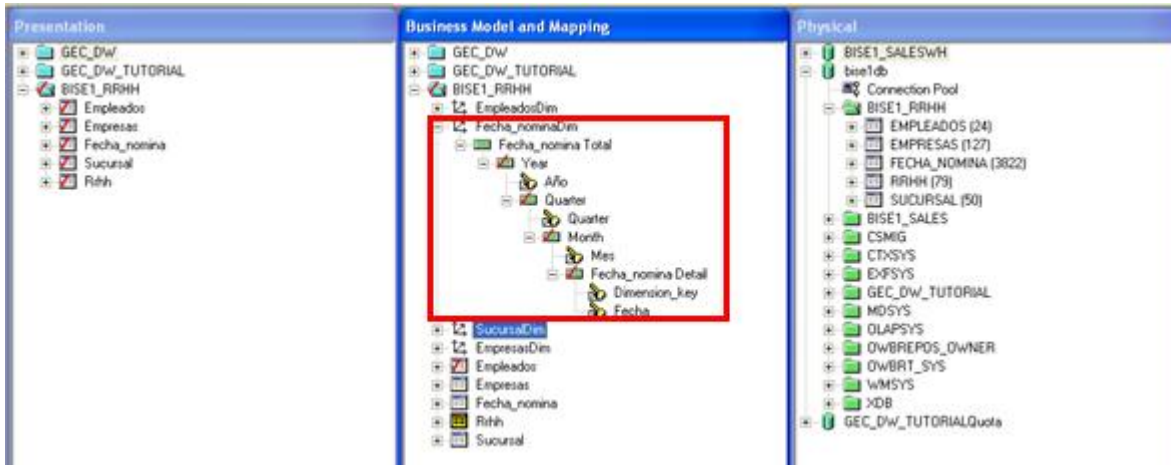 Presentation
GEC_DW
GEC_DW_TUTORIAL
BISE1_RRHH
Empleados
Empresas
Fecha_nomina
Sucursal
Rrhh
Business Model and Mapping
GEC_DW
GEC_DW_TUTORIAL
BISE1_RRHH
EmpleadosDim
Fecha_nominaDim
Fecha_nomina Total
Year
Año
Quarter
Quarter
Month
Mes
Fecha_nomina Detail
Dimension_key
Fecha
SucursalDim
EmpresasDim
Empleados
Empresas
Fecha_nomina
Rrhh
Sucursal
Physical
BISE1_SALESWH
bise1db
Connection Pool
BISE1_RRHH
EMPLEADOS (24)
EMPRESAS (127)
FECHA_NOMINA (3822)
RRHH (79)
SUCURSAL (50)
BISE1_SALES
CSMIG
CTXSYS
EXFSYS
GEC_DW_TUTORIAL
MDSYS
OLAPSYS
OWBREPOS_OWNER
OWBRT_SYS
WMSYS
XDB
GEC_DW_TUTORIALQuota